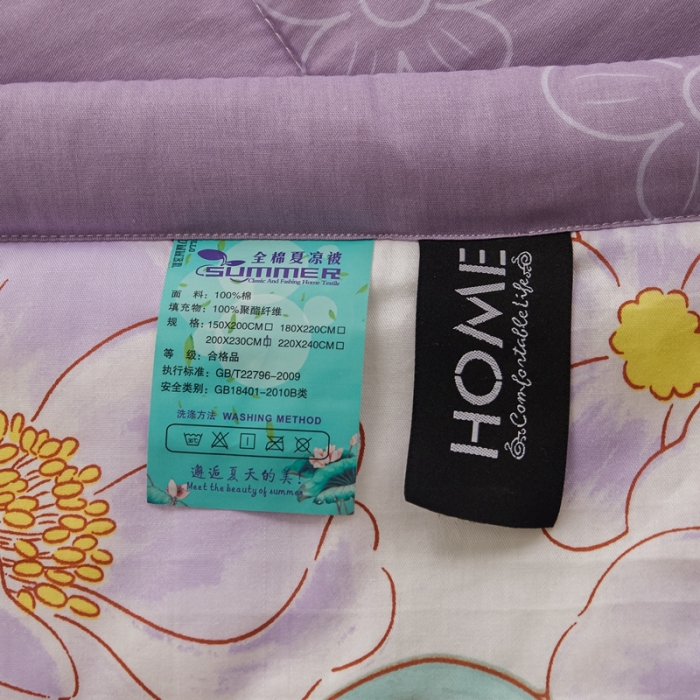 全棉夏凉被
SUMMER
Classic And Fashing Home Textile
面 料：100%棉
填充物：100%聚酯纤维
规 格：150X200CM□ 180X220CM□
200X230CM□ 220X240CM□
等 级：合格品
执行标准：GB/T22796-2009
安全类别：GB18401-2010B类
洗涤方法 WASHING METHOD
邂逅夏天的美！
Meet the beauty of summer
HOME
Comfortable life